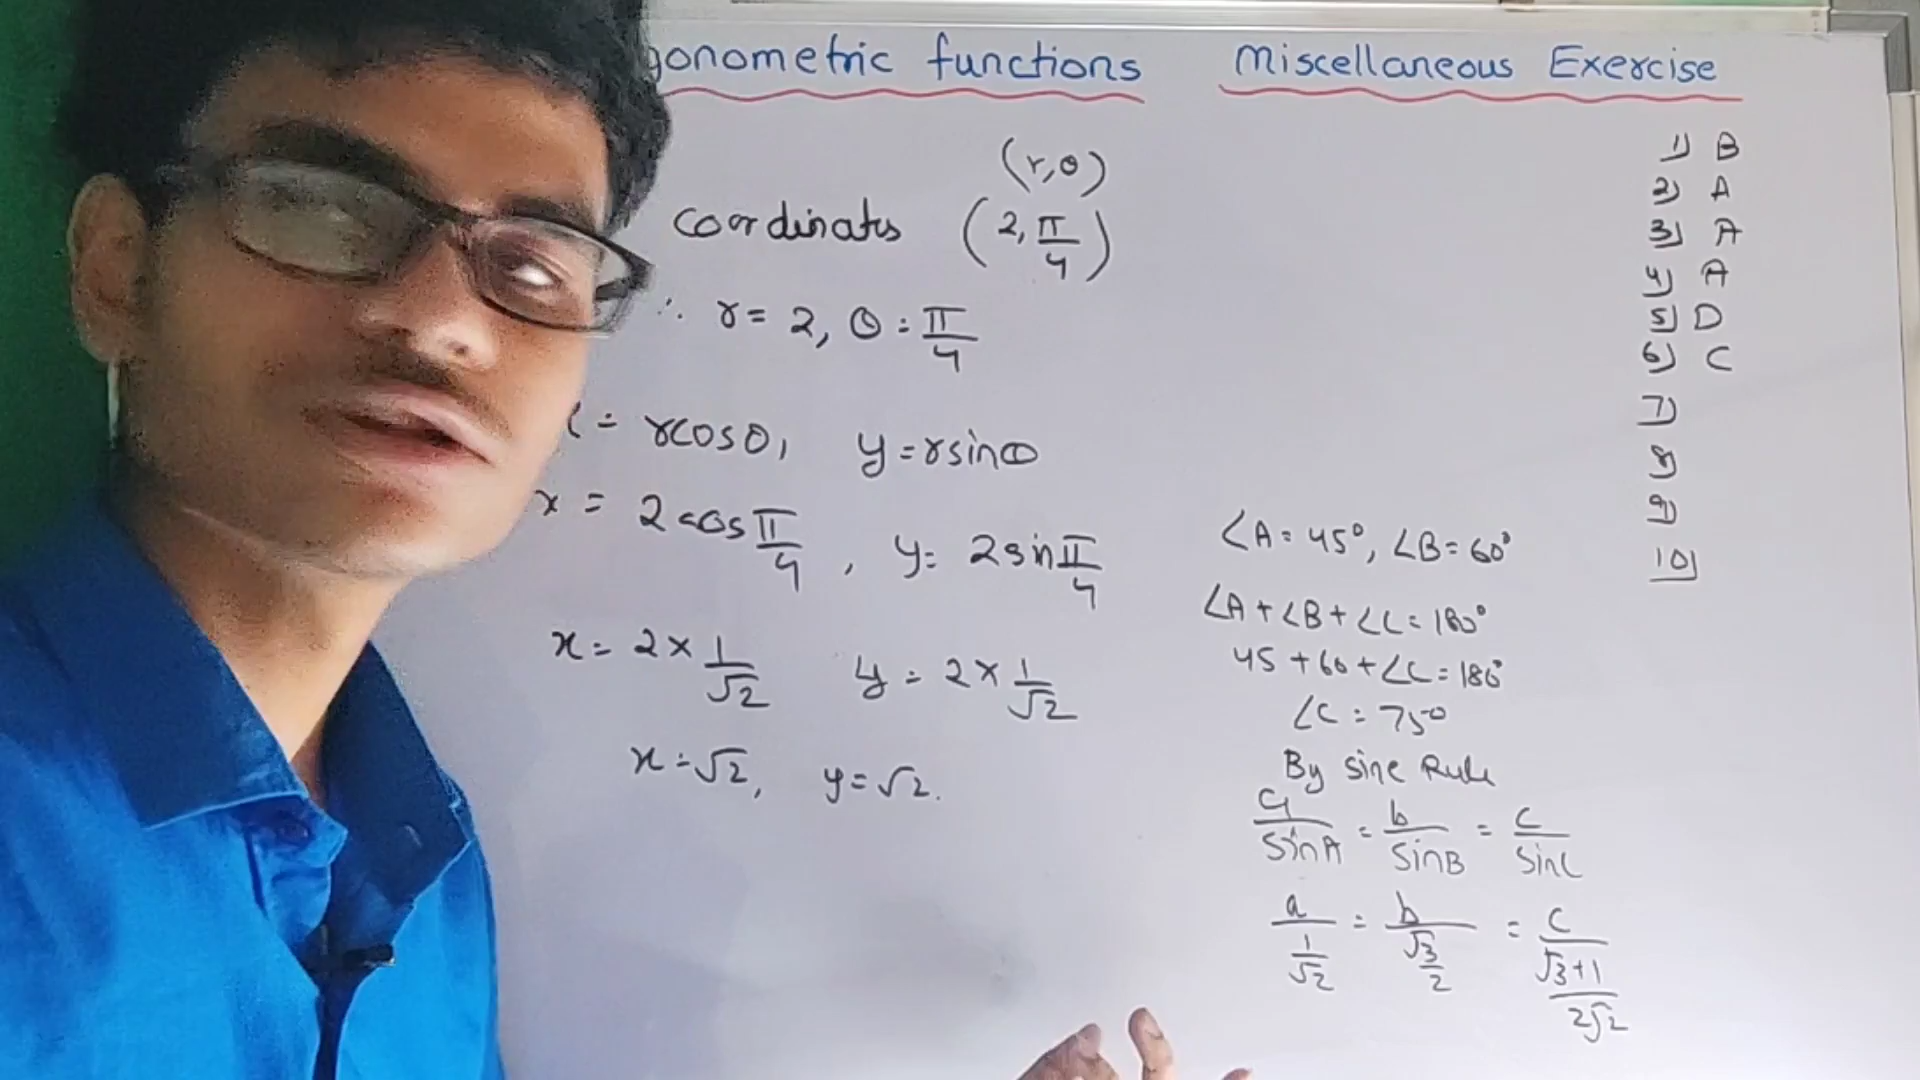 gonometric functions
Miscellaneous Exercise
(r,θ)
coordinates (2, π/4)
∴ r = 2, θ = π/4
= rcosθ, y = rsinθ
x = 2cos π/4, y = 2sin π/4
x = 2 × 1/√2 y = 2 × 1/√2
x = √2, y = √2.
1) B
2) A
3) A
4) A
5) D
6) C
7)
8)
9)
10)
∠A = 45°, ∠B = 60°
∠A + ∠B + ∠C = 180°
45 + 60 + ∠C = 180°
∠C = 75°
By sine Rule
a/SinA = b/SinB = c/SinC
a/(1/√2) = b/(√3/2) = c/((√3+1)/2√2)